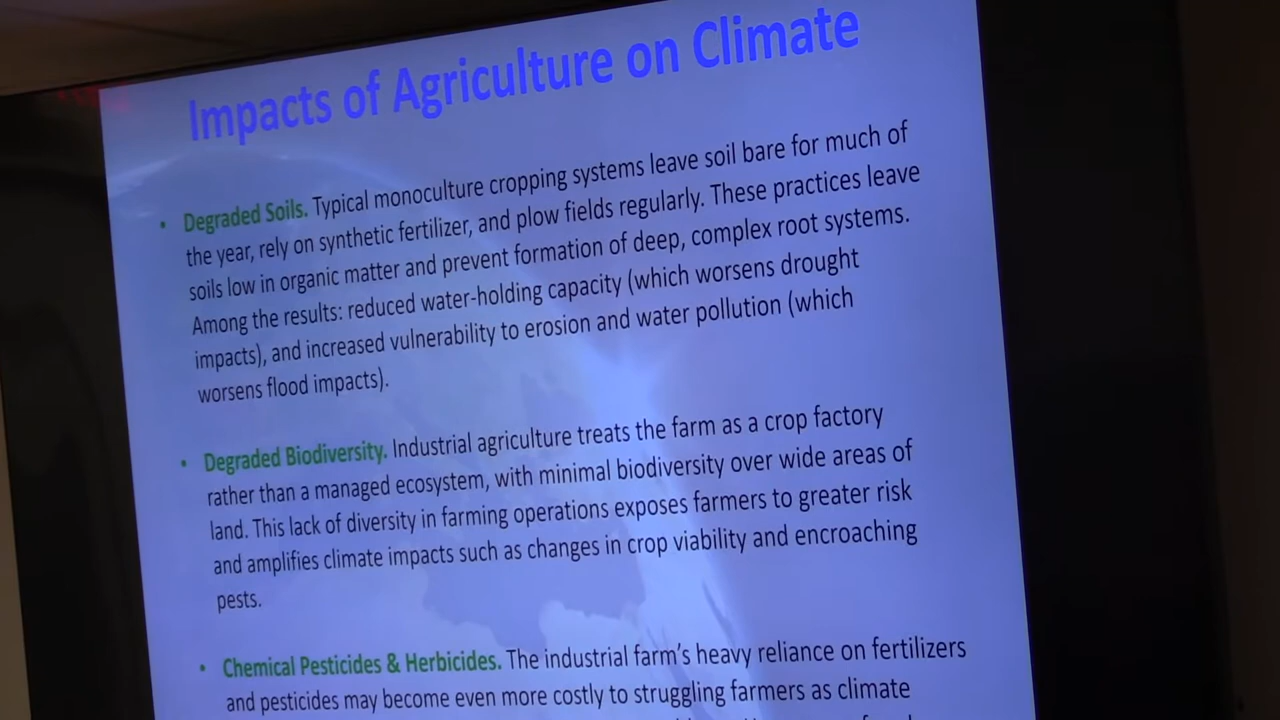 Impacts of Agriculture on Climate
• Degraded Soils. Typical monoculture cropping systems leave soil bare for much of
the year, rely on synthetic fertilizer, and plow fields regularly. These practices leave
soils low in organic matter and prevent formation of deep, complex root systems.
Among the results: reduced water-holding capacity (which worsens drought
impacts), and increased vulnerability to erosion and water pollution (which
worsens flood impacts).
• Degraded Biodiversity. Industrial agriculture treats the farm as a crop factory
rather than a managed ecosystem, with minimal biodiversity over wide areas of
land. This lack of diversity in farming operations exposes farmers to greater risk
and amplifies climate impacts such as changes in crop viability and encroaching
pests.
• Chemical Pesticides & Herbicides. The industrial farm's heavy reliance on fertilizers
and pesticides may become even more costly to struggling farmers as climate